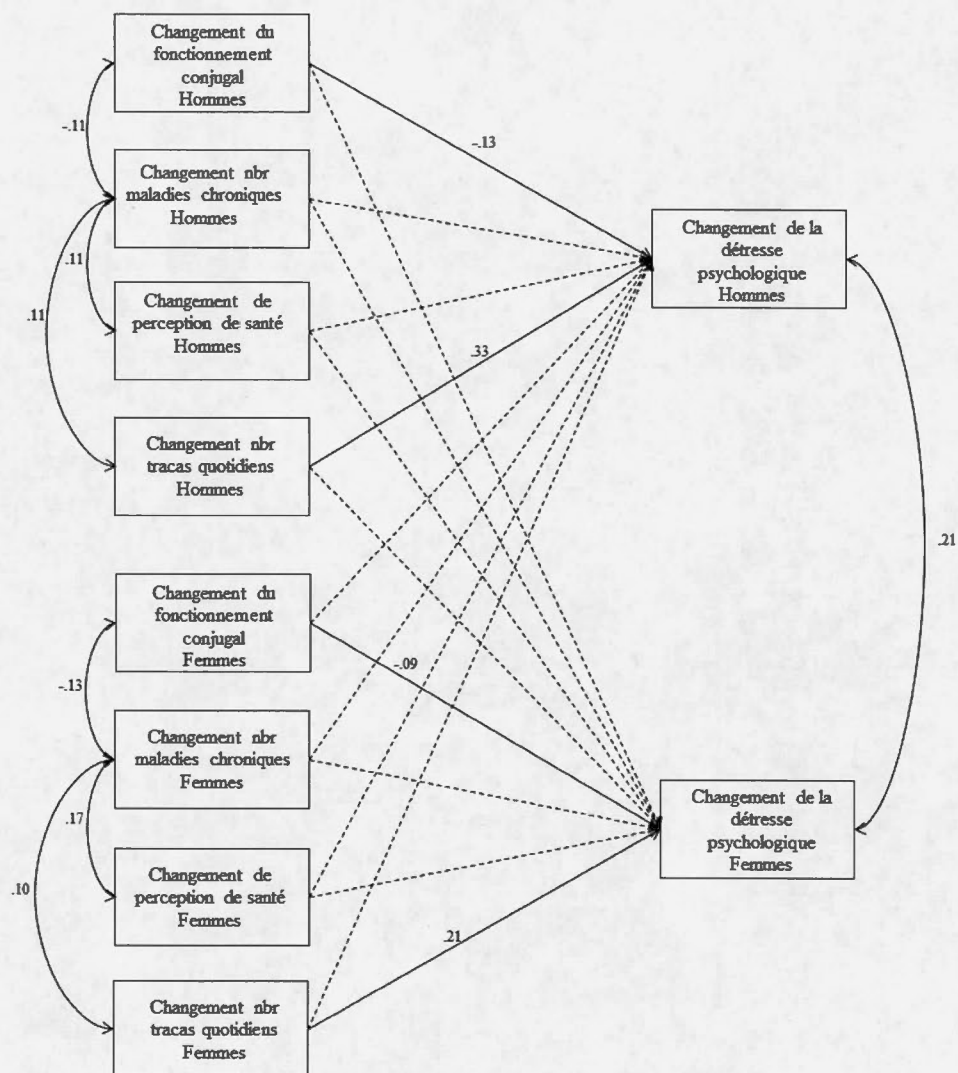 Changement du
fonctionnement
conjugal
Hommes
-.11
-.13
Changement nbr
maladies chroniques
Hommes
Changement de la
détresse
psychologique
Hommes
.11
.11
Changement de
perception de santé
Hommes
.33
Changement nbr
tracas quotidiens
Hommes
.21
Changement du
fonctionnement
conjugal
Femmes
-.09
-.13
Changement nbr
maladies chroniques
Femmes
Changement de la
détresse
psychologique
Femmes
.17
.10
Changement de
perception de santé
Femmes
.21
Changement nbr
tracas quotidiens
Femmes